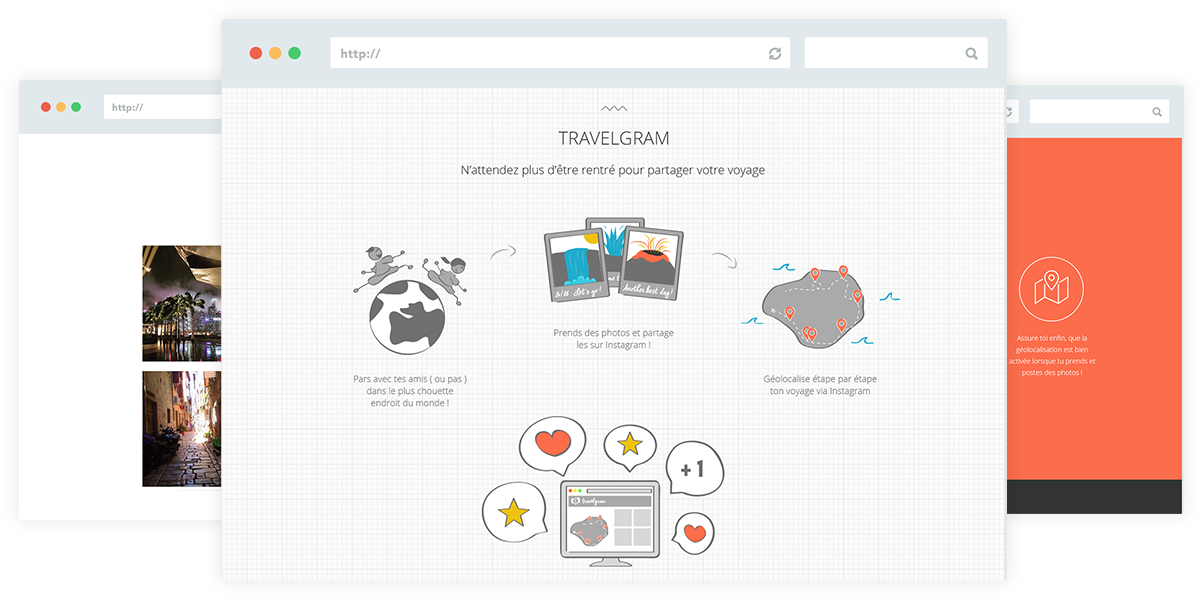 http://
http://
TRAVELGRAM
N'attendez plus d'être rentré pour partager votre voyage
16/08 : Let's go !
Another best day !
Prends des photos et partage
les sur Instagram !
Pars avec tes amis ( ou pas )
dans le plus chouette
endroit du monde !
Géolocalise étape par étape
ton voyage via Instagram
+1
travelgram
Assure toi enfin, que la
géolocalisation est bien
activée lorsque tu prends et
postes des photos !